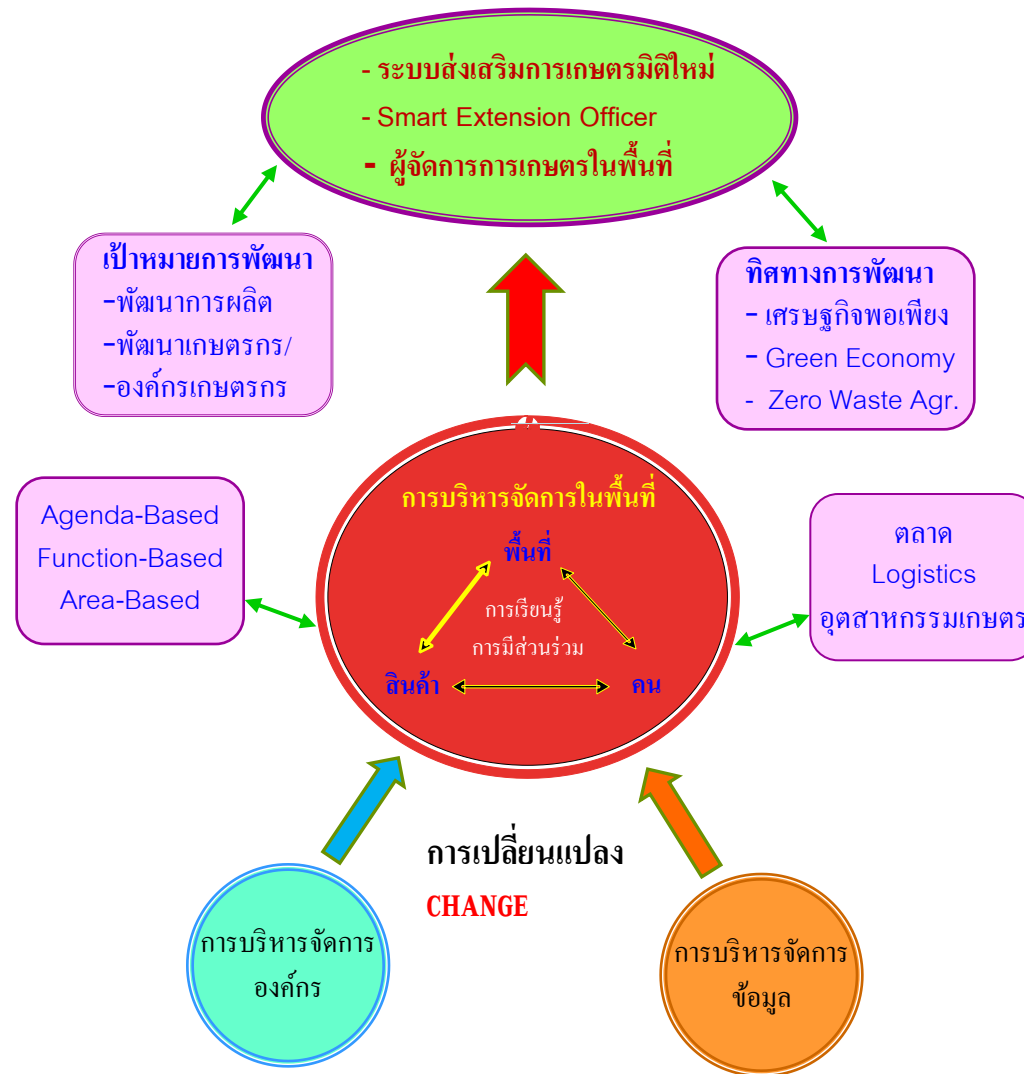 - ระบบส่งเสริมการเกษตรมิติใหม่
- Smart Extension Officer
- ผู้จัดการการเกษตรในพื้นที่
เป้าหมายการพัฒนา
-พัฒนาการผลิต
-พัฒนาเกษตรกร/
-องค์กรเกษตรกร
ทิศทางการพัฒนา
- เศรษฐกิจพอเพียง
- Green Economy
- Zero Waste Agr.
Agenda-Based
Function-Based
Area-Based
การบริหารจัดการในพื้นที่
พื้นที่
การเรียนรู้
การมีส่วนร่วม
สินค้า
คน
ตลาด
Logistics
อุตสาหกรรมเกษตร
การเปลี่ยนแปลง
CHANGE
การบริหารจัดการ
องค์กร
การบริหารจัดการ
ข้อมูล